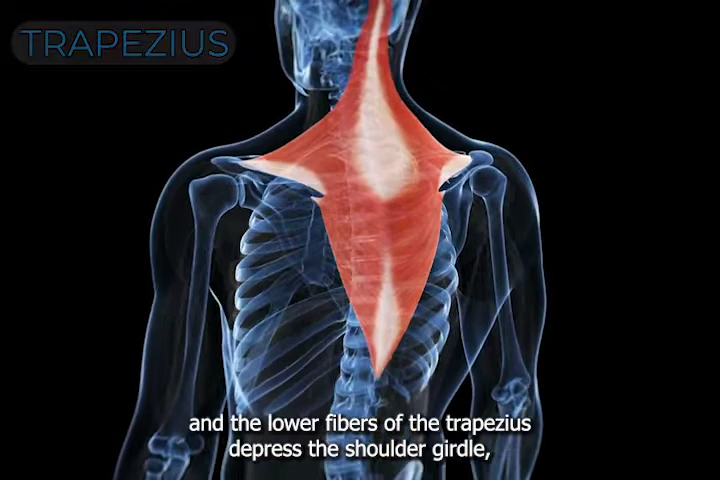 TRAPEZIUS
and the lower fibers of the trapezius
depress the shoulder girdle,